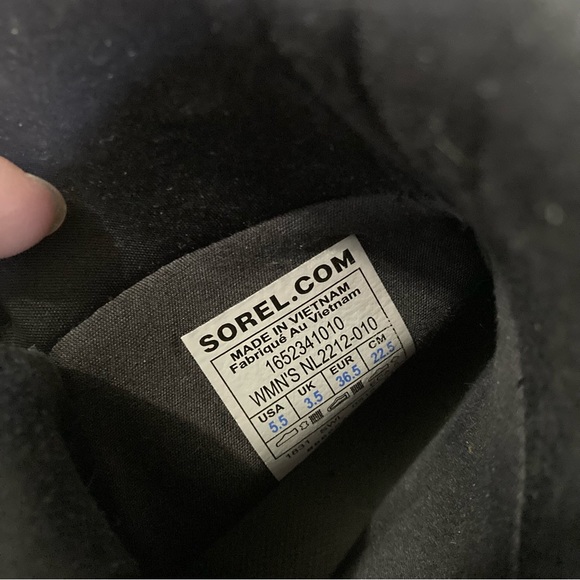 SOREL.COM
MADE IN VIETNAM
Fabriqué Au Vietnam
1652341010
WMN'S NL2212-010
USA UK EUR CM
5.5 3.5 36.5 22.5